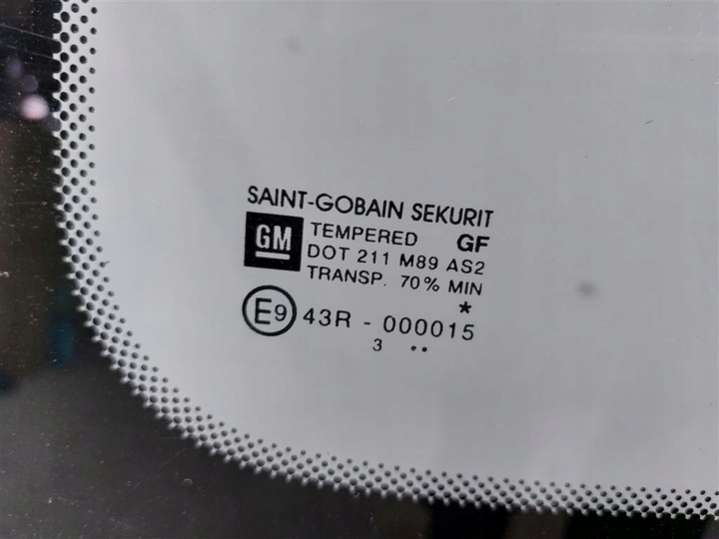 SAINT-GOBAIN SEKURIT
GM TEMPERED GF
DOT 211 M89 AS2
TRANSP. 70% MIN
*
E9 43R - 000015
3 ••